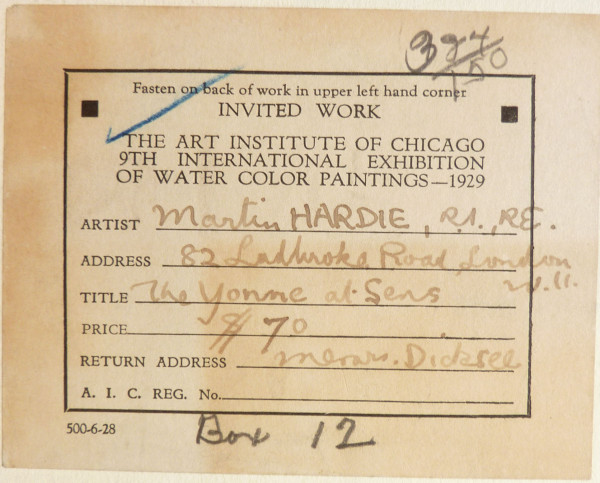 324
150
Fasten on back of work in upper left hand corner
INVITED WORK
THE ART INSTITUTE OF CHICAGO
9TH INTERNATIONAL EXHIBITION
OF WATER COLOR PAINTINGS—1929
ARTIST Martin HARDIE, R.I., R.E.
ADDRESS 82 Ladbroke Road, London
W.11.
TITLE The Yonne at Sens
PRICE $70
RETURN ADDRESS Messrs. Dicksee
A. I. C. REG. No.
500-6-28
Box 12